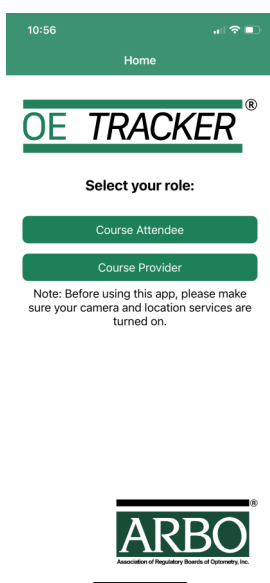 10:56
Home
OE TRACKER ®
Select your role:
Course Attendee
Course Provider
Note: Before using this app, please make
sure your camera and location services are
turned on.
®
ARBO
Association of Regulatory Boards of Optometry, Inc.